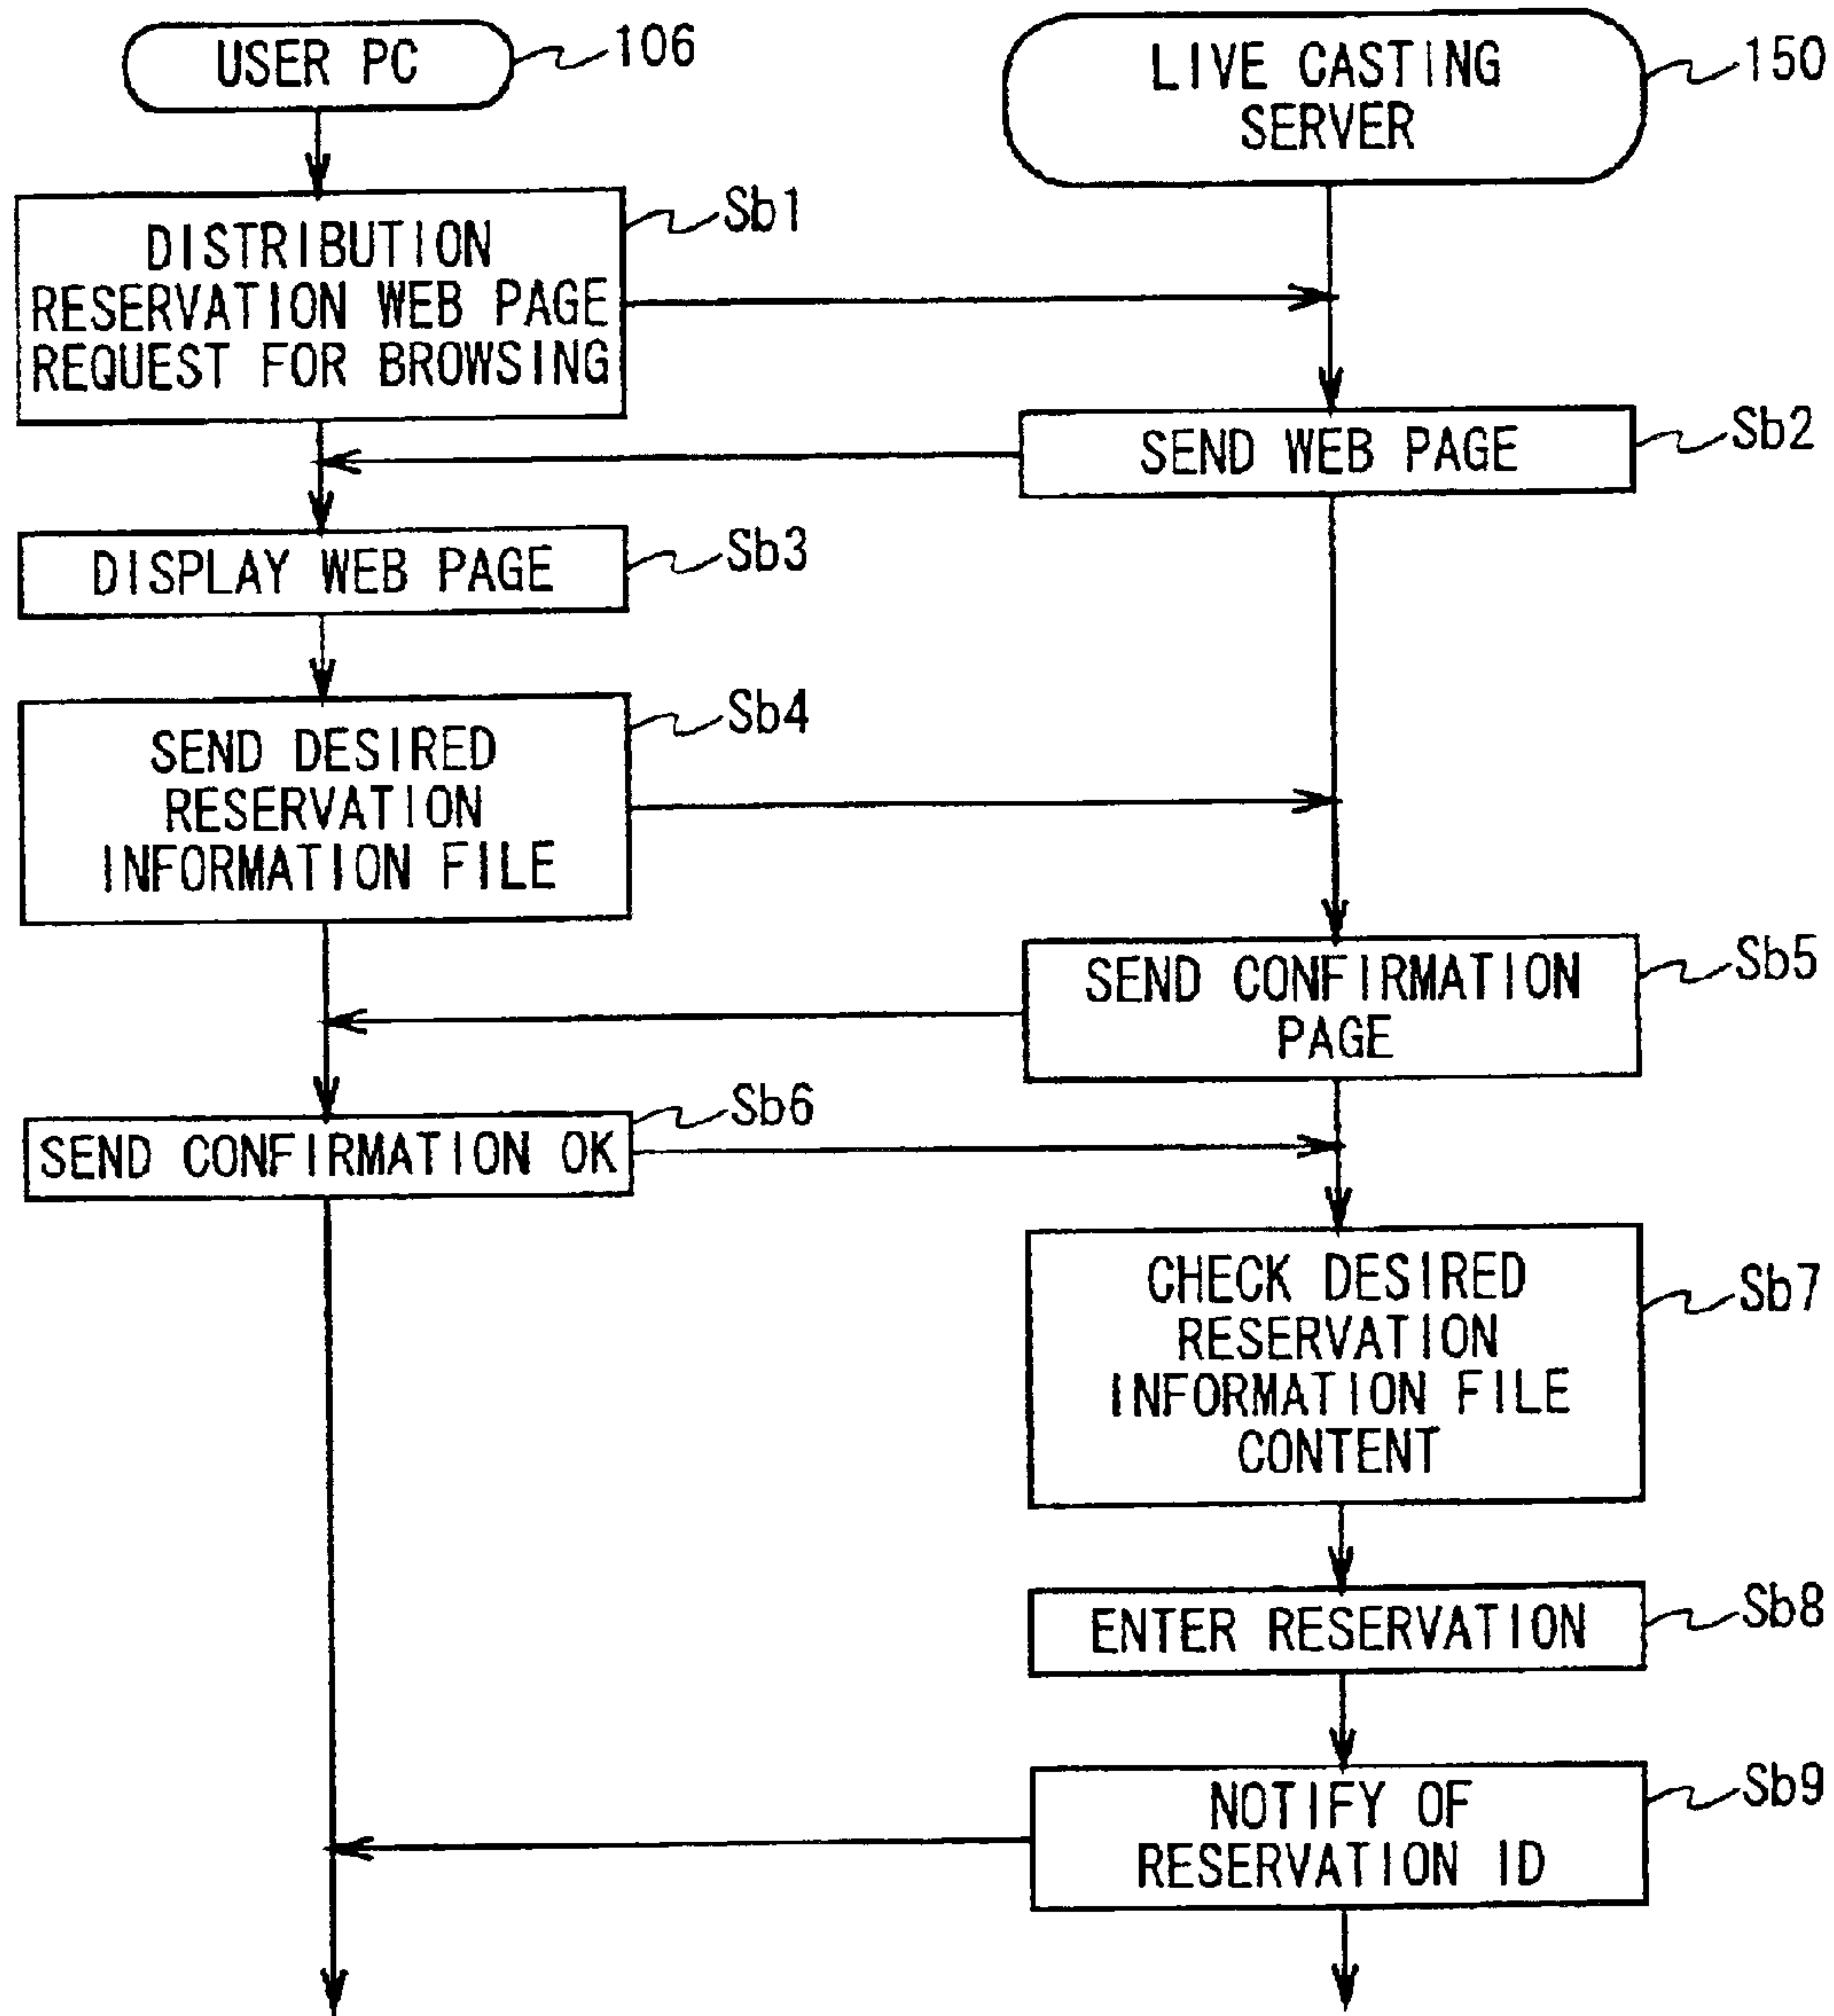 USER PC
106
LIVE CASTING
SERVER
150
DISTRIBUTION
RESERVATION WEB PAGE
REQUEST FOR BROWSING
Sb1
SEND WEB PAGE
Sb2
DISPLAY WEB PAGE
Sb3
SEND DESIRED
RESERVATION
INFORMATION FILE
Sb4
SEND CONFIRMATION
PAGE
Sb5
SEND CONFIRMATION OK
Sb6
CHECK DESIRED
RESERVATION
INFORMATION FILE
CONTENT
Sb7
ENTER RESERVATION
Sb8
NOTIFY OF
RESERVATION ID
Sb9